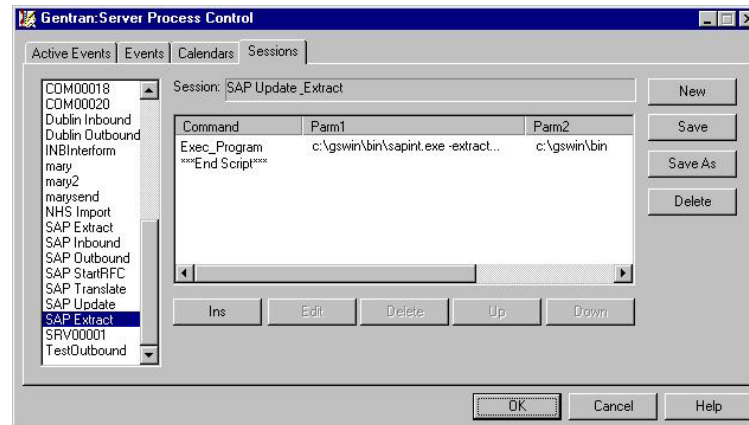 Gentran:Server Process Control
Active Events Events Calendars Sessions
COM00018
COM00020
Dublin Inbound
Dublin Outbound
INBInterform
mary
mary2
marysend
NHS Import
SAP Extract
SAP Inbound
SAP Outbound
SAP StartRFC
SAP Translate
SAP Update
SAP Extract
SRV00001
TestOutbound
Session: SAP Update_Extract
Command Parm1 Parm2
Exec_Program c:\gswin\bin\sapint.exe -extract... c:\gswin\bin
***End Script***
Ins Edit Delete Up Down
New
Save
Save As
Delete
OK Cancel Help